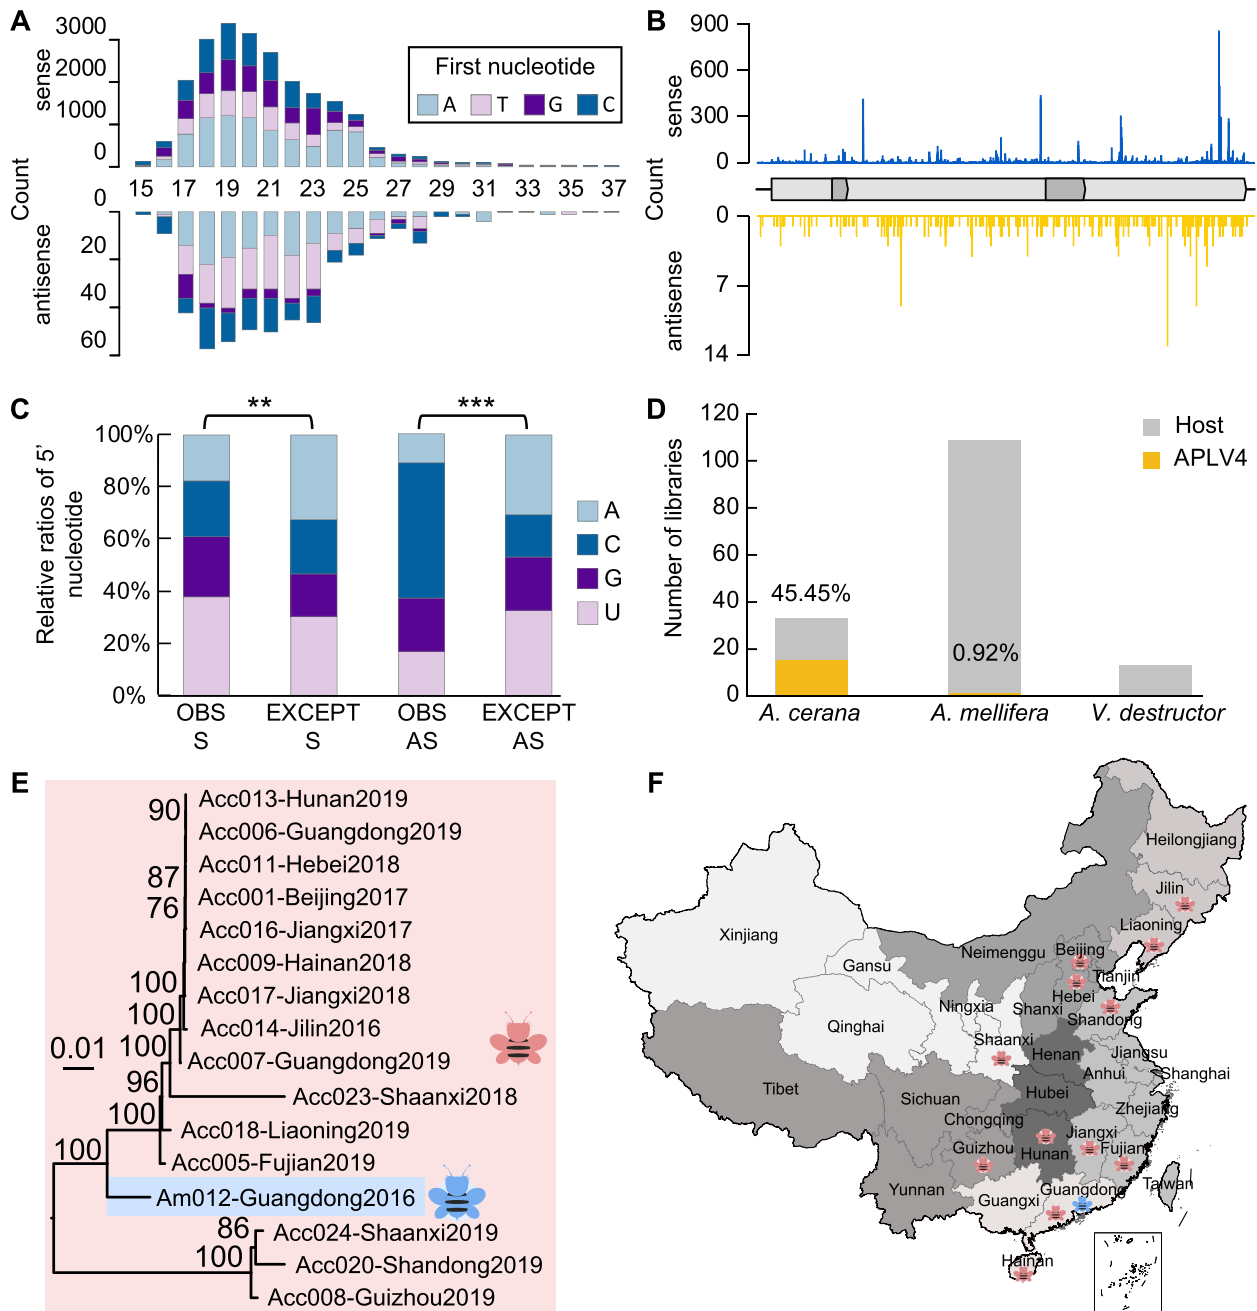 A
3000
2000
1000
0
sense
First nucleotide
A T G C
15 17 19 21 23 25 27 29 31 33 35 37
Count
0
20
40
60
antisense
B
900
600
300
0
sense
Count
0
7
14
antisense
C
** ***
100%
80%
60%
40%
20%
0%
Relative ratios of 5’
nucleotide
A
C
G
U
OBS EXCEPT OBS EXCEPT
S S AS AS
D
120
100
80
60
40
20
0
Number of libraries
Host
APLV4
45.45%
0.92%
A. cerana A. mellifera V. destructor
E
90
Acc013-Hunan2019
Acc006-Guangdong2019
87
Acc011-Hebei2018
76
Acc001-Beijing2017
Acc016-Jiangxi2017
Acc009-Hainan2018
100
Acc017-Jiangxi2018
100
Acc014-Jilin2016
0.01
100
Acc007-Guangdong2019
96
Acc023-Shaanxi2018
100
Acc018-Liaoning2019
100
Acc005-Fujian2019
Am012-Guangdong2016
86
Acc024-Shaanxi2019
100
Acc020-Shandong2019
Acc008-Guizhou2019
F
Heilongjiang
Jilin
Liaoning
Xinjiang
Neimenggu
Beijing
Gansu
Tianjin
Hebei
Ningxia
Shanxi
Shandong
Qinghai
Shaanxi
Henan
Jiangsu
Anhui
Shanghai
Tibet
Sichuan
Hubei
Zhejiang
Chongqing
Jiangxi
Guizhou
Hunan
Fujian
Yunnan
Guangxi
Guangdong
Taiwan
Hainan